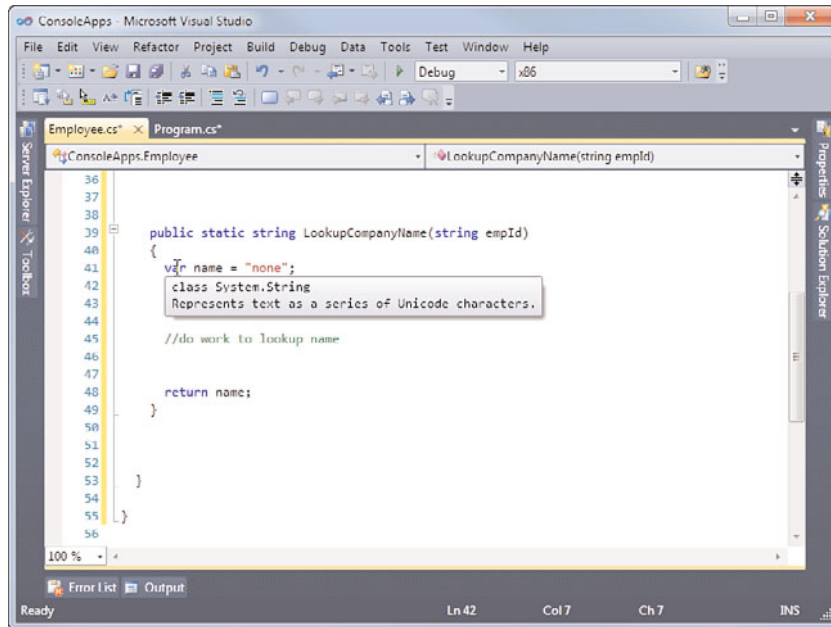 ConsoleApps - Microsoft Visual Studio
File Edit View Refactor Project Build Debug Data Tools Test Window Help
Debug x86
Employee.cs* Program.cs*
ConsoleApps.Employee LookupCompanyName(string empId)
Server Explorer
Toolbox
Properties
Solution Explorer
36
37
38
39 public static string LookupCompanyName(string empId)
40 {
41 var name = "none";
42 class System.String
43 Represents text as a series of Unicode characters.
44
45 //do work to lookup name
46
47
48 return name;
49 }
50
51
52
53 }
54
55 }
56
100 %
Error List Output
Ready Ln 42 Col 7 Ch 7 INS